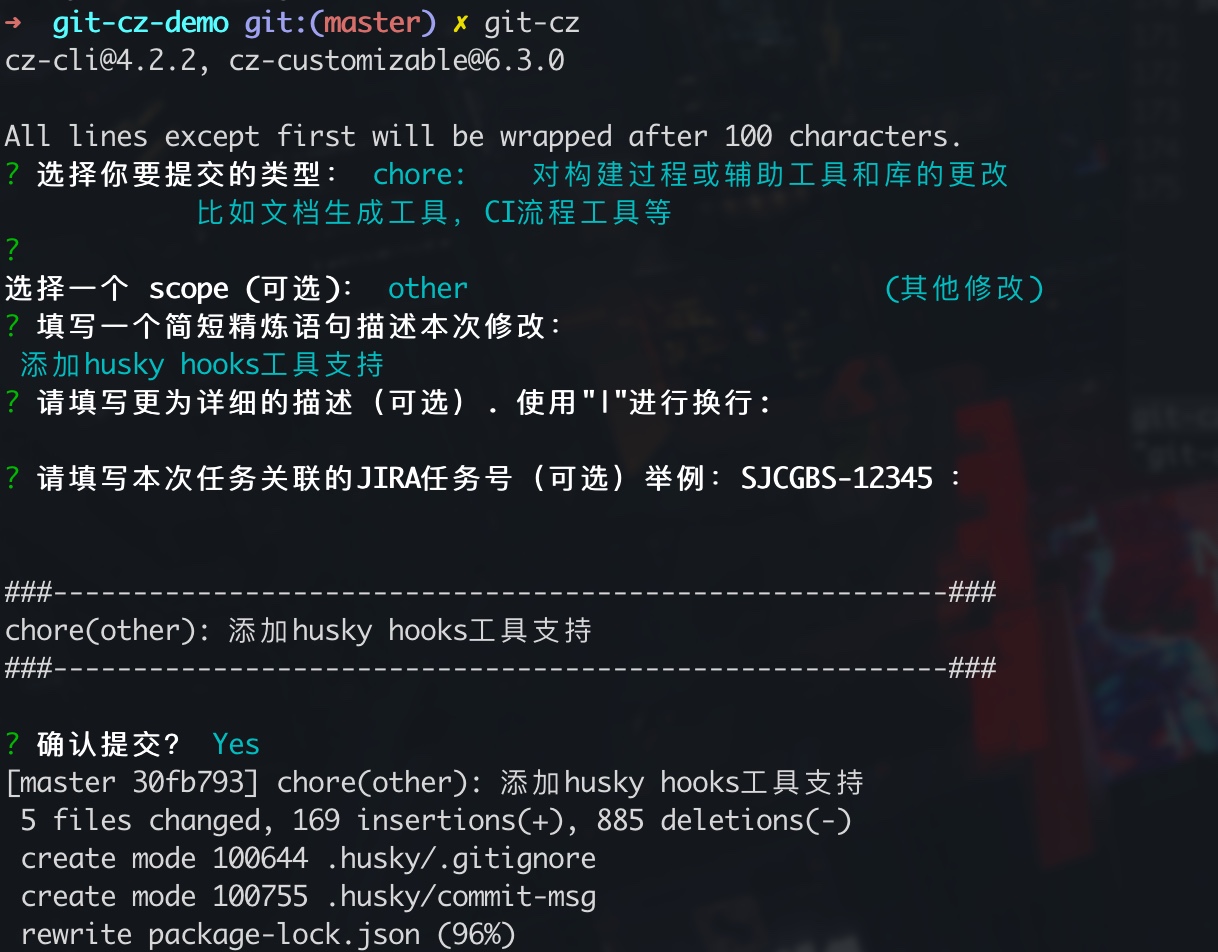 ➜ git-cz-demo git:(master) ✗ git-cz
cz-cli@4.2.2, cz-customizable@6.3.0
All lines except first will be wrapped after 100 characters.
? 选择你要提交的类型： chore: 对构建过程或辅助工具和库的更改
比如文档生成工具, CI流程工具等
?
选择一个 scope (可选)： other (其他修改)
? 填写一个简短精炼语句描述本次修改：
添加husky hooks工具支持
? 请填写更为详细的描述（可选）. 使用"|"进行换行：
? 请填写本次任务关联的JIRA任务号（可选）举例：SJCGBS-12345 ：
###--------------------------------------------------------###
chore(other): 添加husky hooks工具支持
###--------------------------------------------------------###
? 确认提交? Yes
[master 30fb793] chore(other): 添加husky hooks工具支持
5 files changed, 169 insertions(+), 885 deletions(-)
create mode 100644 .husky/.gitignore
create mode 100755 .husky/commit-msg
rewrite package-lock.json (96%)